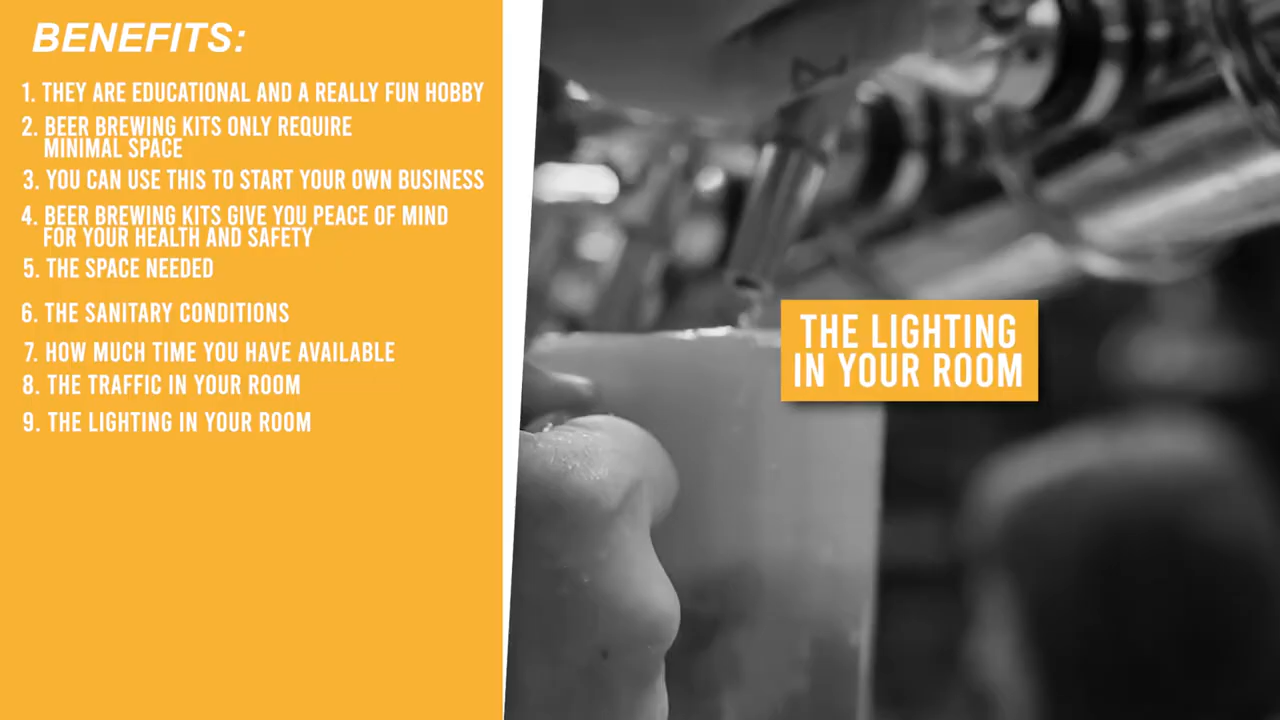 BENEFITS:
1. THEY ARE EDUCATIONAL AND A REALLY FUN HOBBY
2. BEER BREWING KITS ONLY REQUIRE
MINIMAL SPACE
3. YOU CAN USE THIS TO START YOUR OWN BUSINESS
4. BEER BREWING KITS GIVE YOU PEACE OF MIND
FOR YOUR HEALTH AND SAFETY
5. THE SPACE NEEDED
6. THE SANITARY CONDITIONS
7. HOW MUCH TIME YOU HAVE AVAILABLE
8. THE TRAFFIC IN YOUR ROOM
9. THE LIGHTING IN YOUR ROOM
THE LIGHTING
IN YOUR ROOM